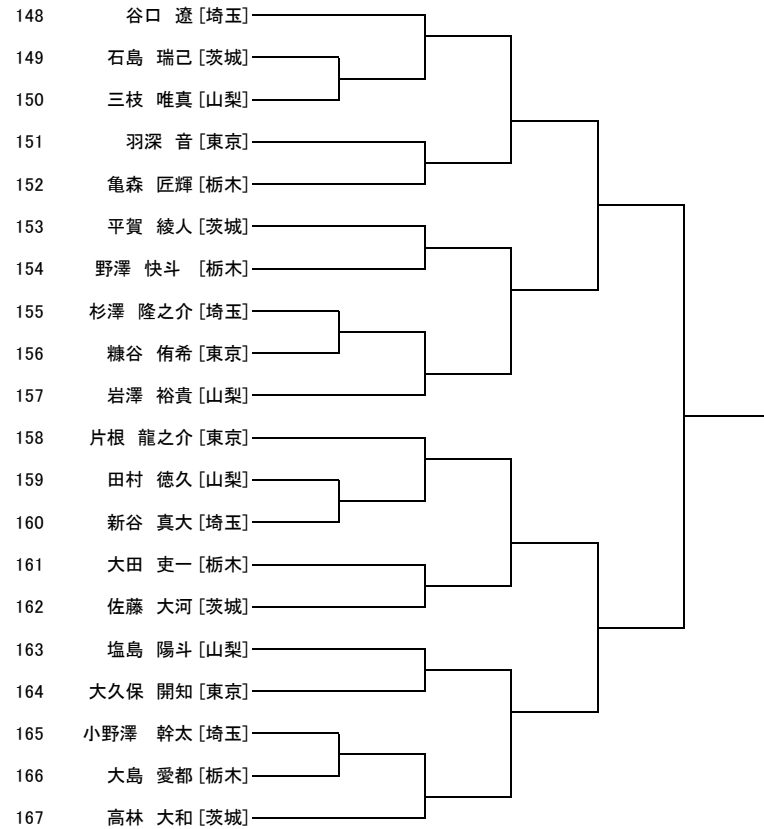 148 谷口 遼 [埼玉]
149 石島 瑞己 [茨城]
150 三枝 唯真 [山梨]
151 羽深 音 [東京]
152 亀森 匠輝 [栃木]
153 平賀 綾人 [茨城]
154 野澤 快斗 [栃木]
155 杉澤 隆之介 [埼玉]
156 糠谷 侑希 [東京]
157 岩澤 裕貴 [山梨]
158 片根 龍之介 [東京]
159 田村 徳久 [山梨]
160 新谷 真大 [埼玉]
161 大田 吏一 [栃木]
162 佐藤 大河 [茨城]
163 塩島 陽斗 [山梨]
164 大久保 開知 [東京]
165 小野澤 幹太 [埼玉]
166 大島 愛都 [栃木]
167 高林 大和 [茨城]